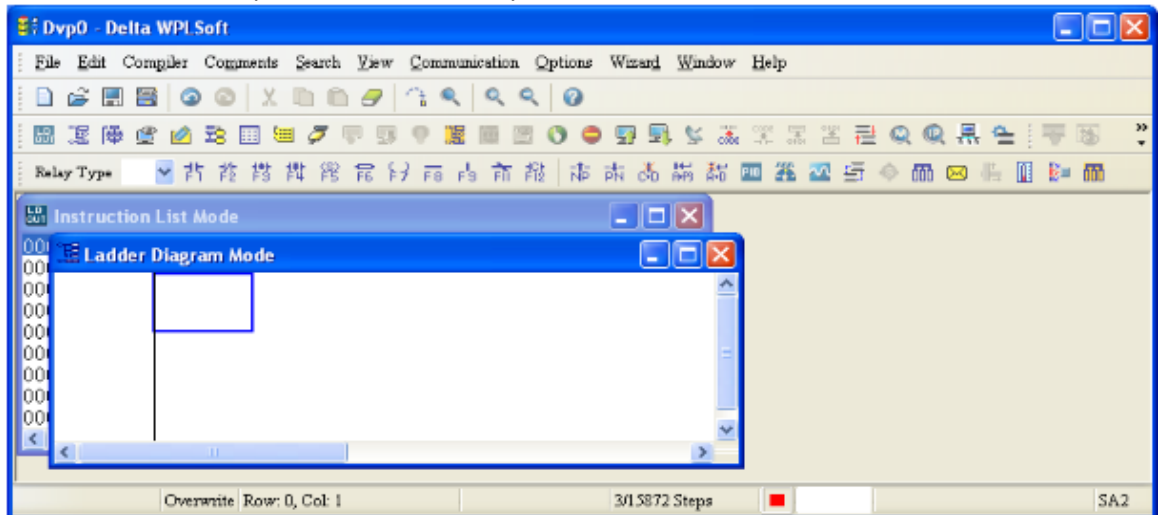 Dvp0 - Delta WPLSoft
File Edit Compiler Comments Search View Communication Options Wizard Window Help
Relay Type
Instruction List Mode
Ladder Diagram Mode
Overwrite Row: 0, Col: 1 3/15872 Steps SA2